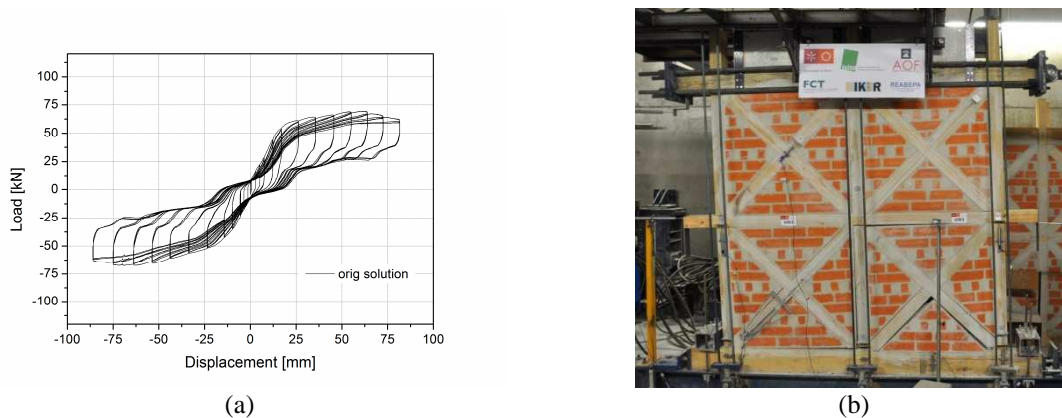 100
75
50
25
0
-25
-50
-75
-100
Load [kN]
orig solution
-100 -75 -50 -25 0 25 50 75 100
Displacement [mm]
(a)
AOF
FCT
REABEPA
(b)